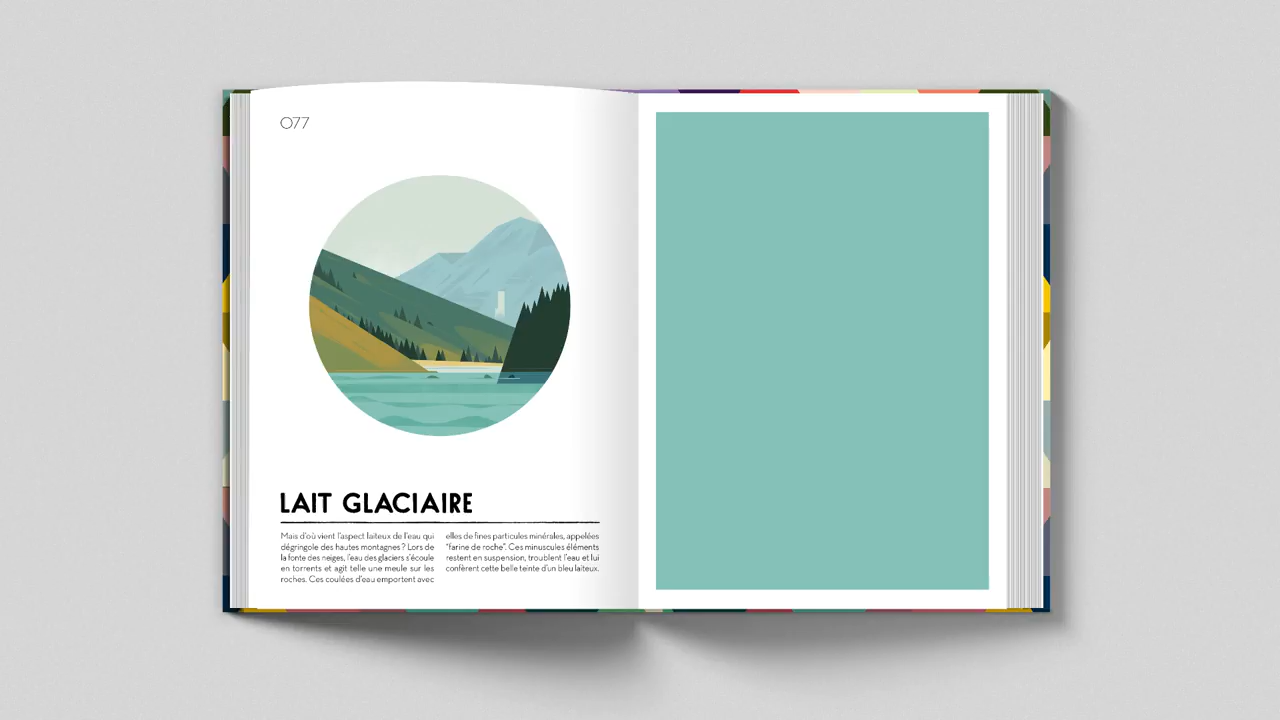 077
LAIT GLACIAIRE
Mais d'où vient l'aspect laiteux de l'eau qui
dégringole des hautes montagnes ? Lors de
la fonte des neiges, l'eau des glaciers s'écoule
en torrents et agit telle une meule sur les
roches. Ces coulées d'eau emportent avec
elles de fines particules minérales, appelées
"farine de roche". Ces minuscules éléments
restent en suspension, troublent l'eau et lui
confèrent cette belle teinte d'un bleu laiteux.